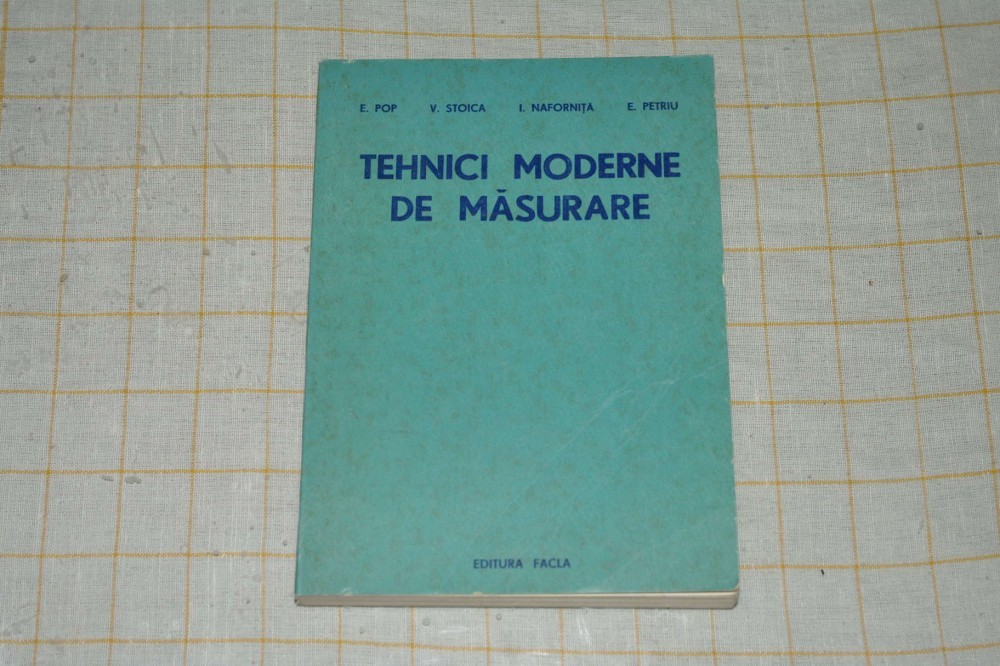 E. POP V. STOICA I. NAFORNIȚA E. PETRIU
TEHNICI MODERNE
DE MĂSURARE
EDITURA FACLA